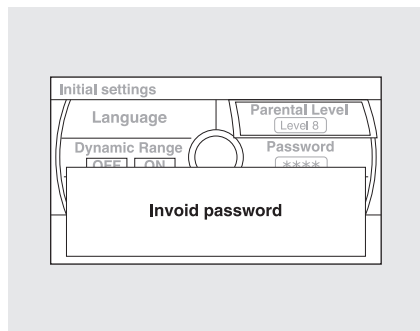 Initial settings
Language
Parental Level
Level 8
Dynamic Range
Password
OFF ON
****
Invoid password